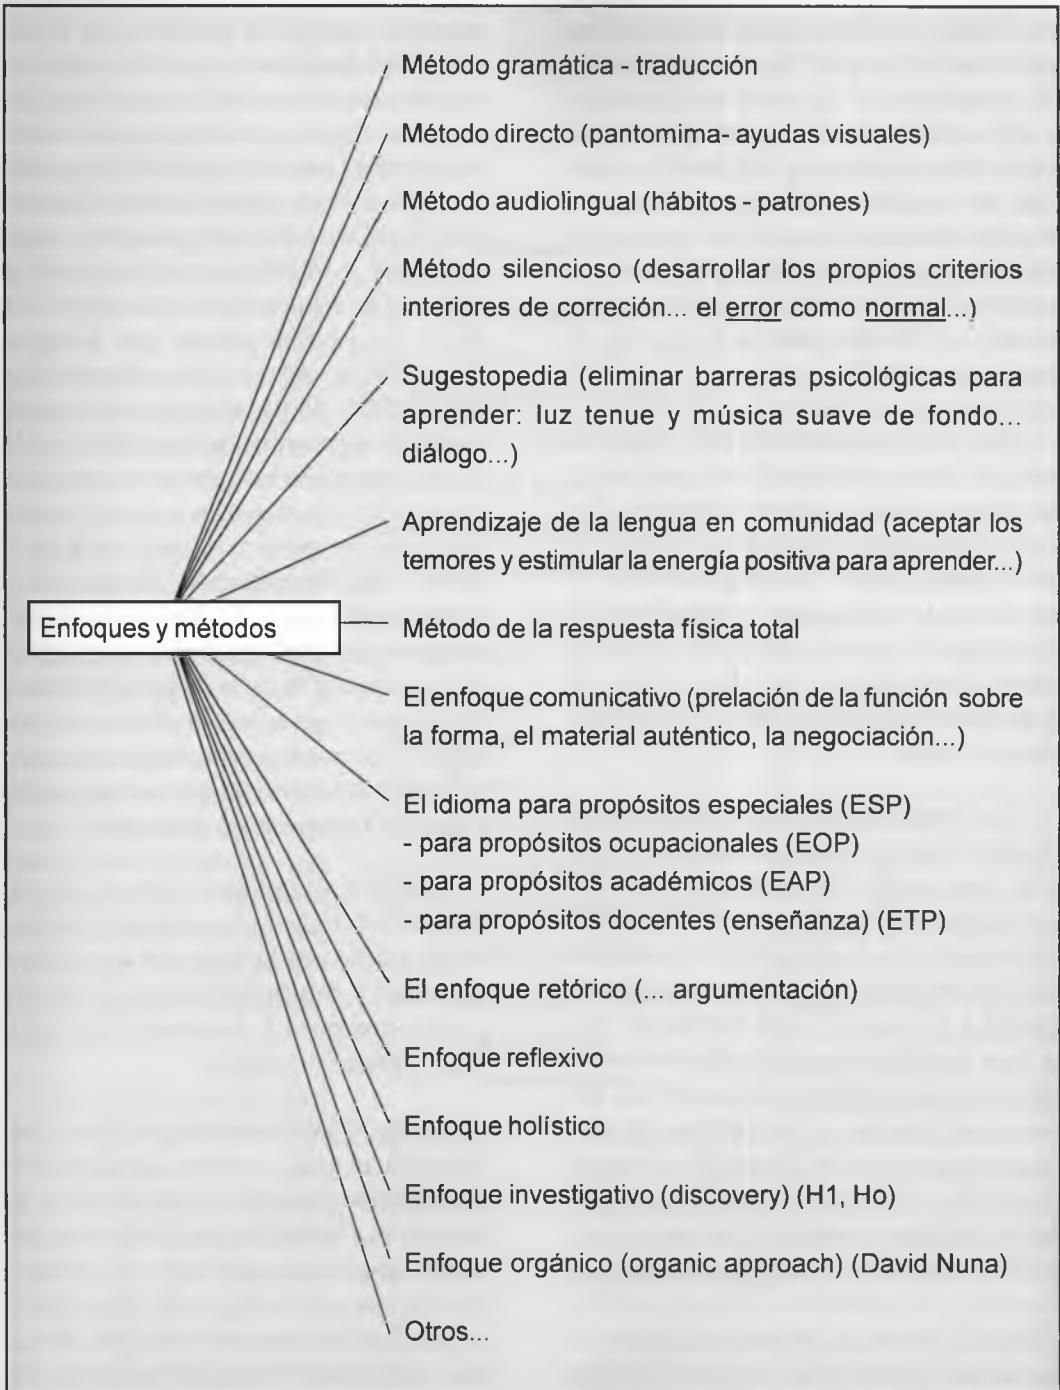 Método gramática - traducción
Método directo (pantomima- ayudas visuales)
Método audiolingual (hábitos - patrones)
Método silencioso (desarrollar los propios criterios
interiores de correción... el error como normal...)
Sugestopedia (eliminar barreras psicológicas para
aprender: luz tenue y música suave de fondo...
diálogo...)
Aprendizaje de la lengua en comunidad (aceptar los
temores y estimular la energía positiva para aprender...)
Enfoques y métodos
Método de la respuesta física total
El enfoque comunicativo (prelación de la función sobre
la forma, el material auténtico, la negociación...)
El idioma para propósitos especiales (ESP)
- para propósitos ocupacionales (EOP)
- para propósitos académicos (EAP)
- para propósitos docentes (enseñanza) (ETP)
El enfoque retórico (... argumentación)
Enfoque reflexivo
Enfoque holístico
Enfoque investigativo (discovery) (H1, Ho)
Enfoque orgánico (organic approach) (David Nuna)
Otros...